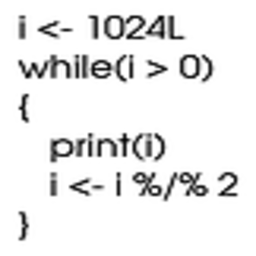 i <- 1024L
while(i > 0)
{
    print(i)
    i <- i %/% 2
}